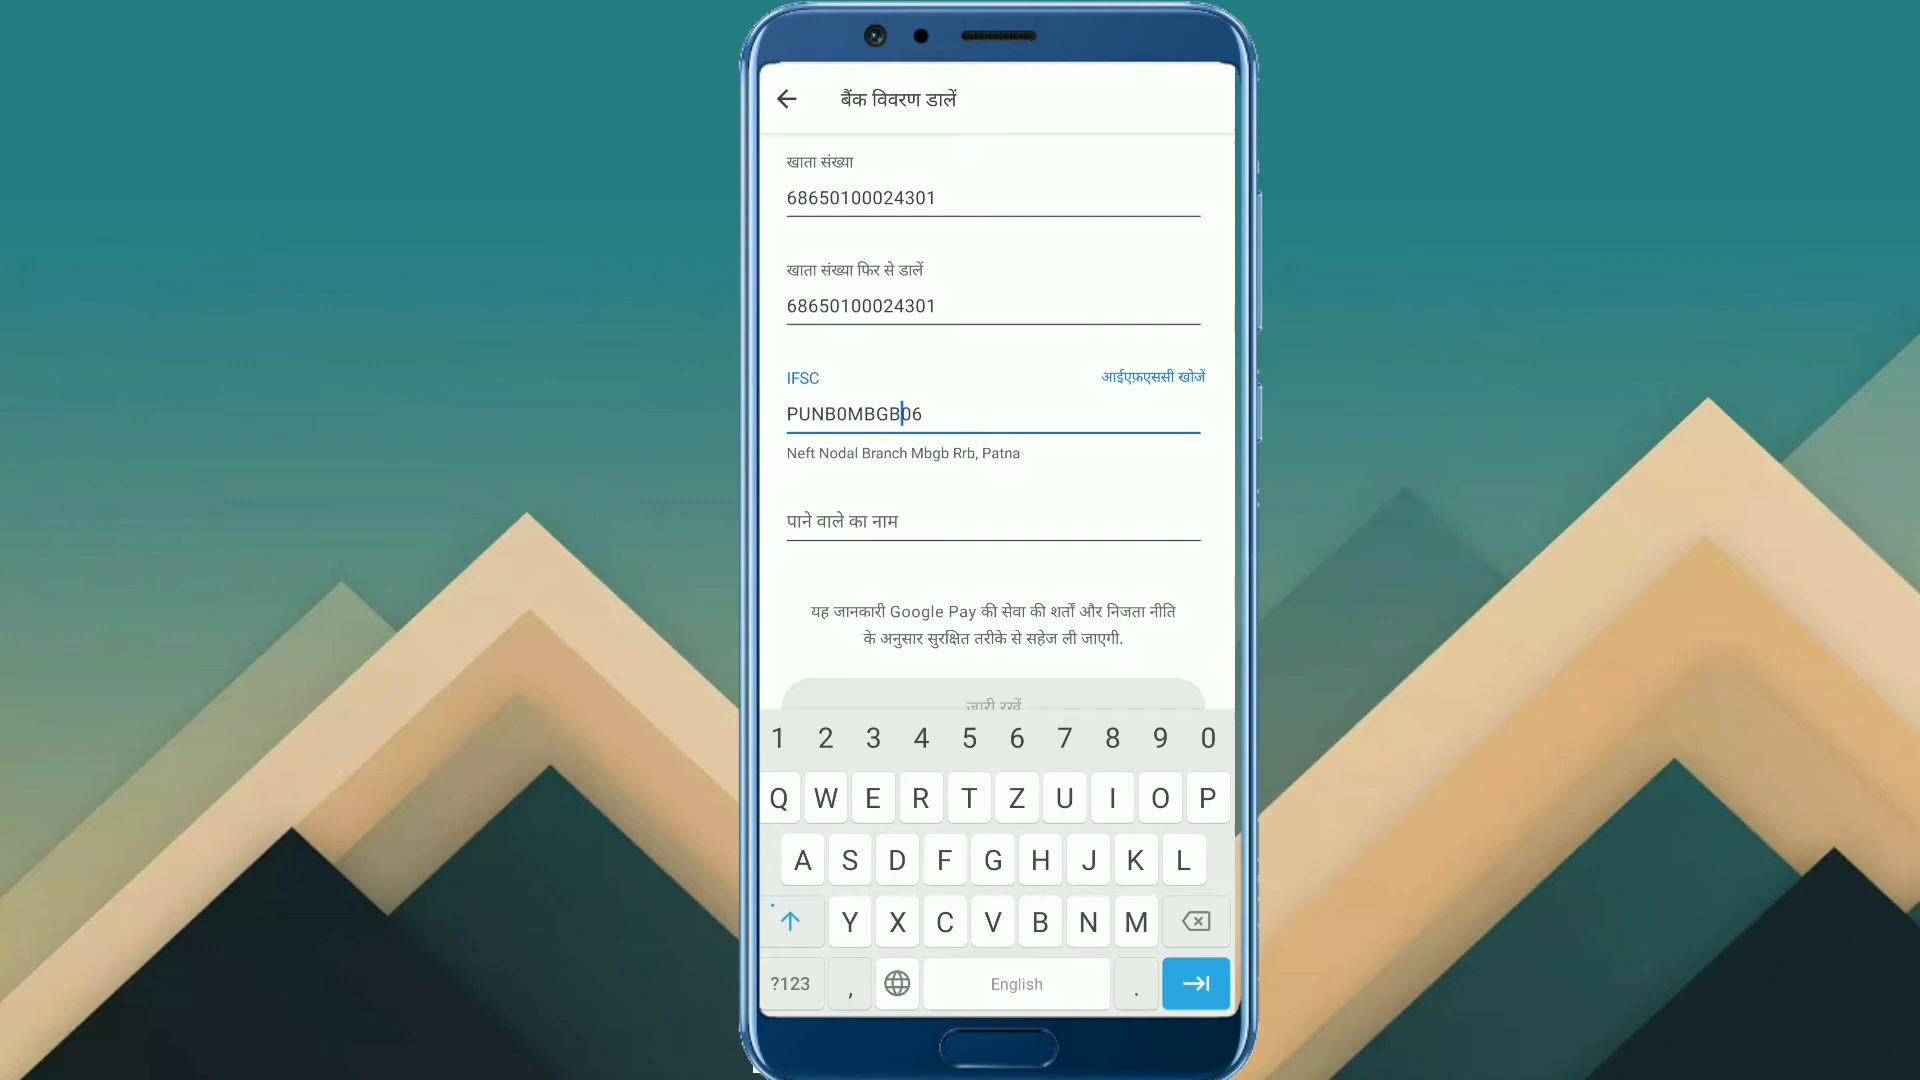 बैंक विवरण डालें
खाता संख्या
68650100024301
खाता संख्या फिर से डालें
68650100024301
IFSC आईएफ़एससी खोजें
PUNB0MBGB06
Neft Nodal Branch Mbgb Rrb, Patna
पाने वाले का नाम
यह जानकारी Google Pay की सेवा की शर्तों और निजता नीति
के अनुसार सुरक्षित तरीके से सहेज ली जाएगी.
जारी रखें
1 2 3 4 5 6 7 8 9 0
Q W E R T Z U I O P
A S D F G H J K L
Y X C V B N M
?123 , English .